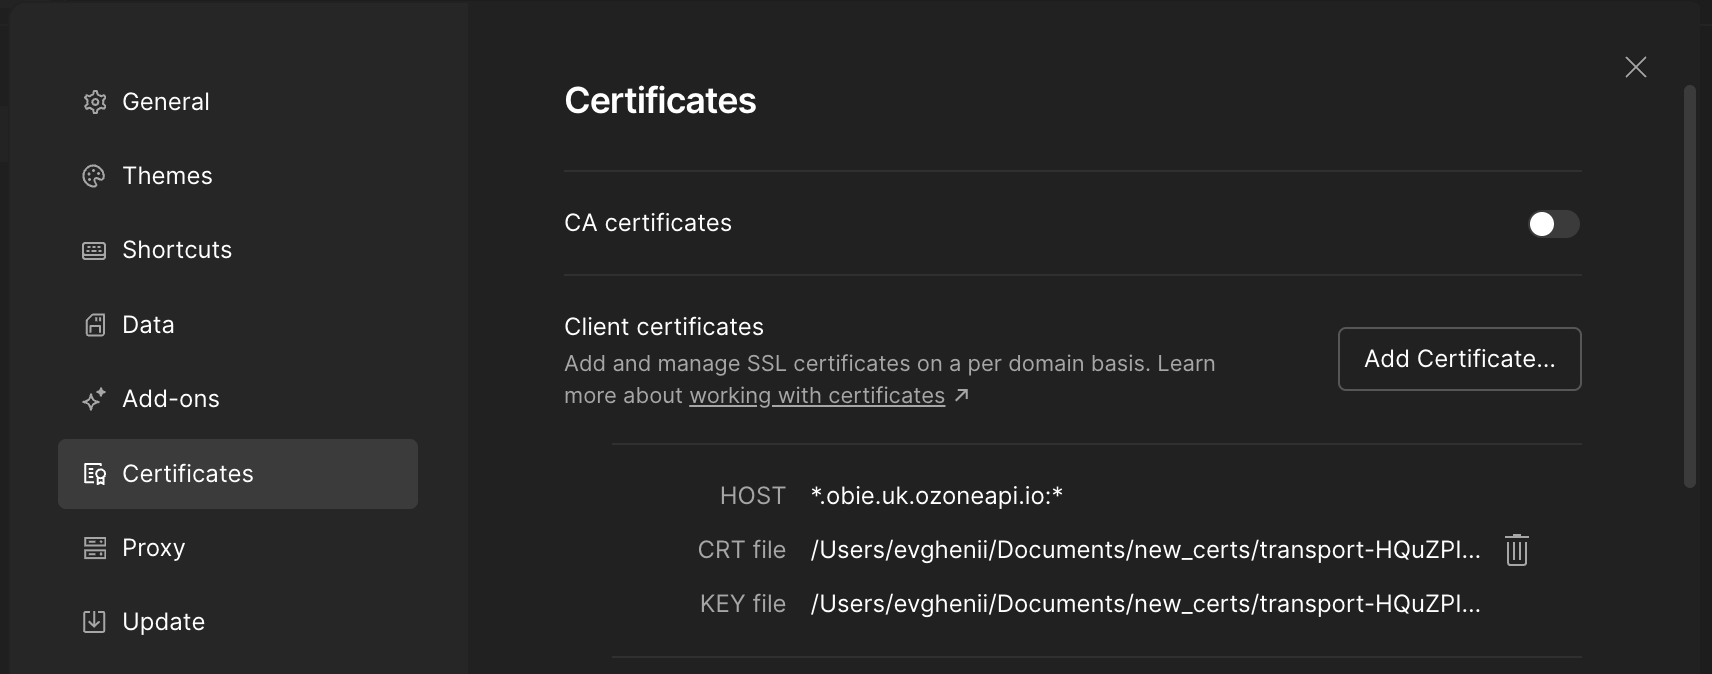 General
Themes
Shortcuts
Data
Add-ons
Certificates
Proxy
Update
Certificates
CA certificates
Client certificates
Add and manage SSL certificates on a per domain basis. Learn
more about working with certificates ↗
Add Certificate...
HOST *.obie.uk.ozoneapi.io:*
CRT file /Users/evghenii/Documents/new_certs/transport-HQuZPI...
KEY file /Users/evghenii/Documents/new_certs/transport-HQuZPI...